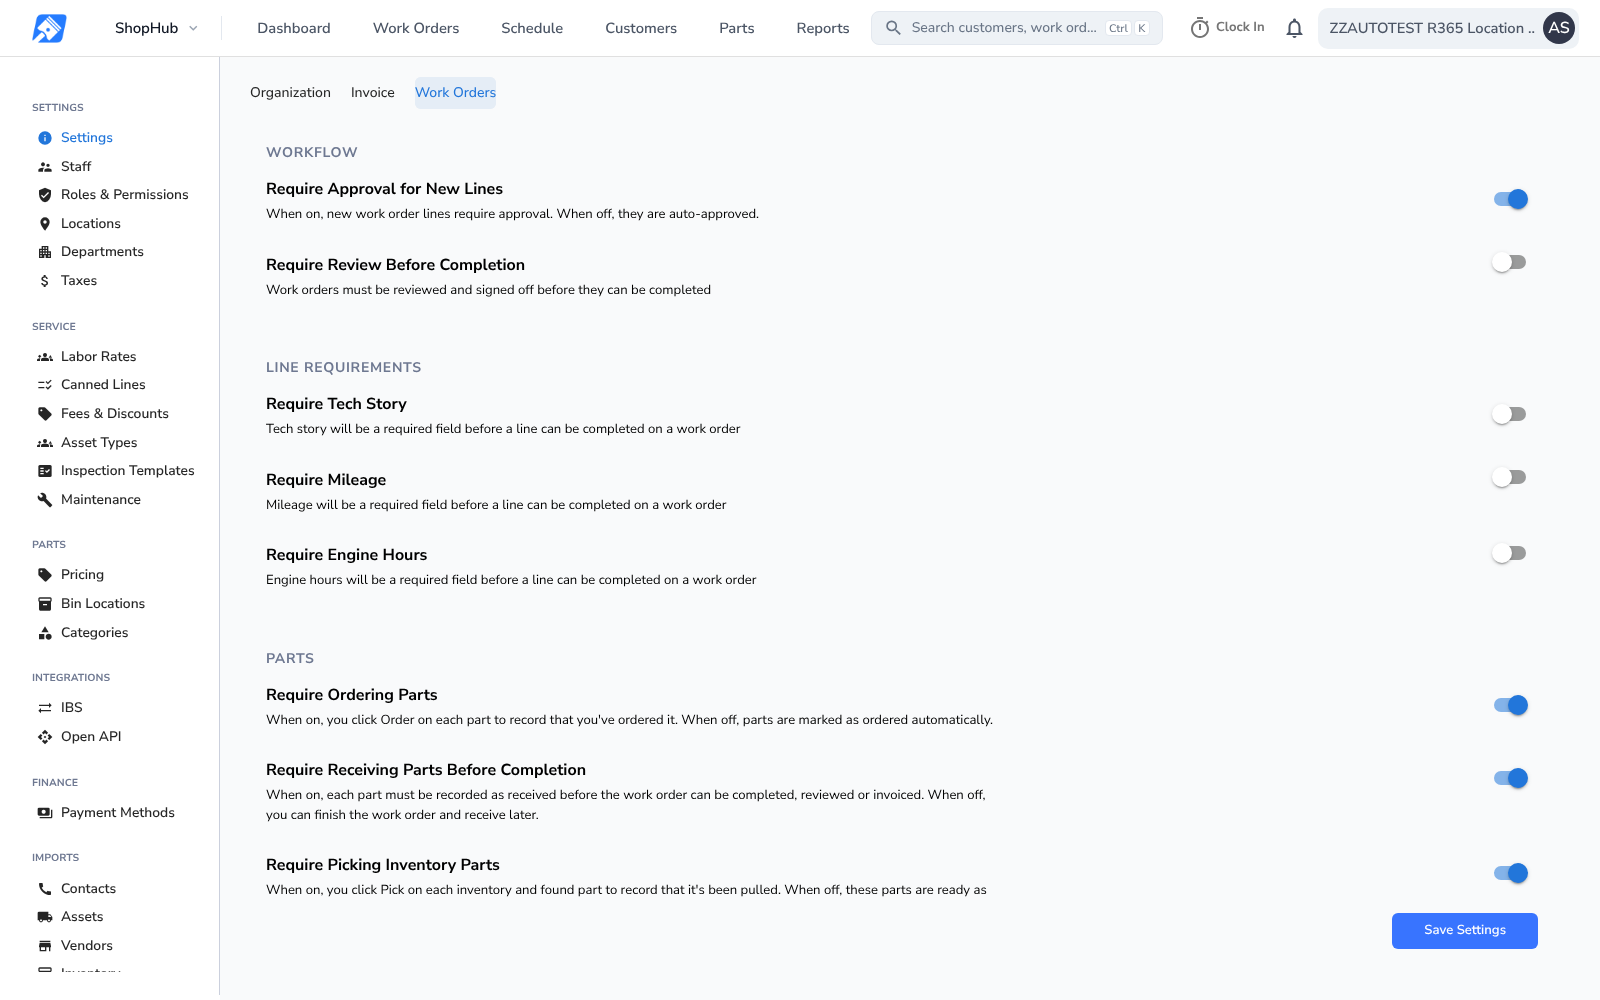 ShopHub
Dashboard
Work Orders
Schedule
Customers
Parts
Reports
Search customers, work ord...
Ctrl K
Clock In
ZZAUTOTEST R365 Location ..
AS
SETTINGS
Settings
Staff
Roles & Permissions
Locations
Departments
Taxes
SERVICE
Labor Rates
Canned Lines
Fees & Discounts
Asset Types
Inspection Templates
Maintenance
PARTS
Pricing
Bin Locations
Categories
INTEGRATIONS
IBS
Open API
FINANCE
Payment Methods
IMPORTS
Contacts
Assets
Vendors
Organization
Invoice
Work Orders
WORKFLOW
Require Approval for New Lines
When on, new work order lines require approval. When off, they are auto-approved.
Require Review Before Completion
Work orders must be reviewed and signed off before they can be completed
LINE REQUIREMENTS
Require Tech Story
Tech story will be a required field before a line can be completed on a work order
Require Mileage
Mileage will be a required field before a line can be completed on a work order
Require Engine Hours
Engine hours will be a required field before a line can be completed on a work order
PARTS
Require Ordering Parts
When on, you click Order on each part to record that you've ordered it. When off, parts are marked as ordered automatically.
Require Receiving Parts Before Completion
When on, each part must be recorded as received before the work order can be completed, reviewed or invoiced. When off,
you can finish the work order and receive later.
Require Picking Inventory Parts
When on, you click Pick on each inventory and found part to record that it's been pulled. When off, these parts are ready as
Save Settings